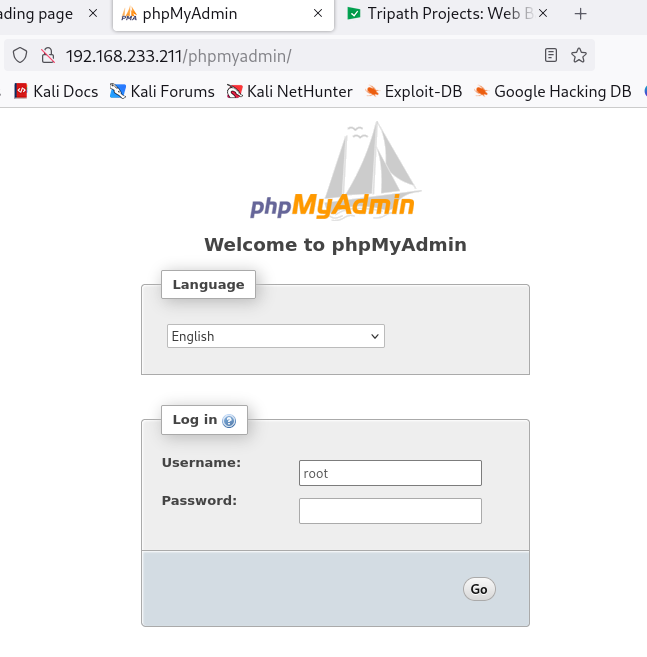 ading page
phpMyAdmin
Tripath Projects: Web B
192.168.233.211/phpmyadmin/
Kali Docs Kali Forums Kali NetHunter Exploit-DB Google Hacking DB
phpMyAdmin
Welcome to phpMyAdmin
Language
English
Log in
Username:
root
Password:
Go